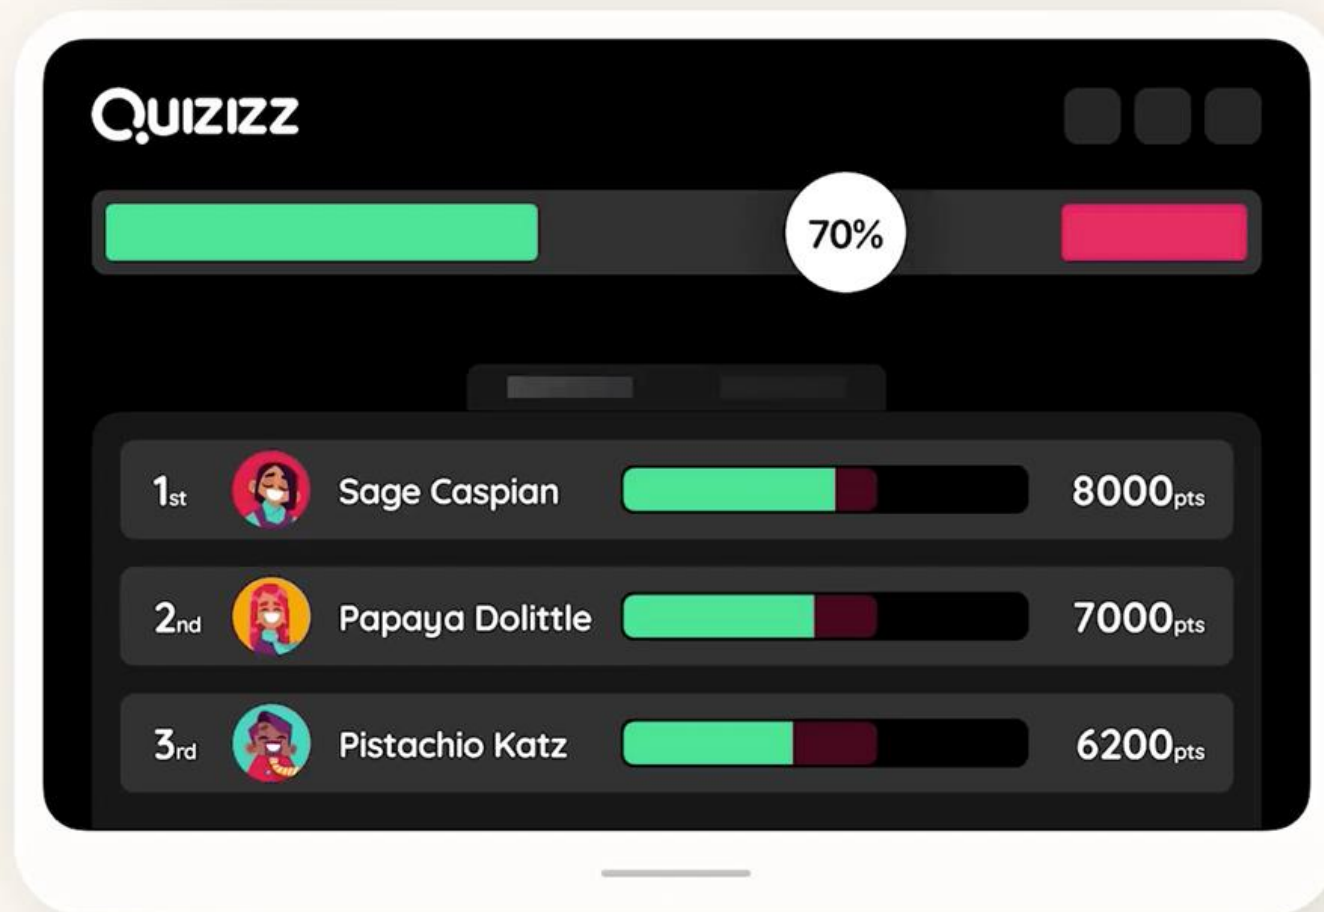 Quizizz
70%
1st Sage Caspian 8000pts
2nd Papaya Dolittle 7000pts
3rd Pistachio Katz 6200pts